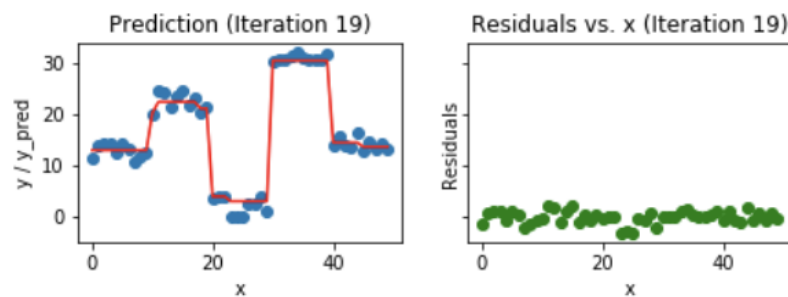 Prediction (Iteration 19)
y / y_pred
30
20
10
0
0
20
40
x
Residuals vs. x (Iteration 19)
Residuals
0
20
40
x